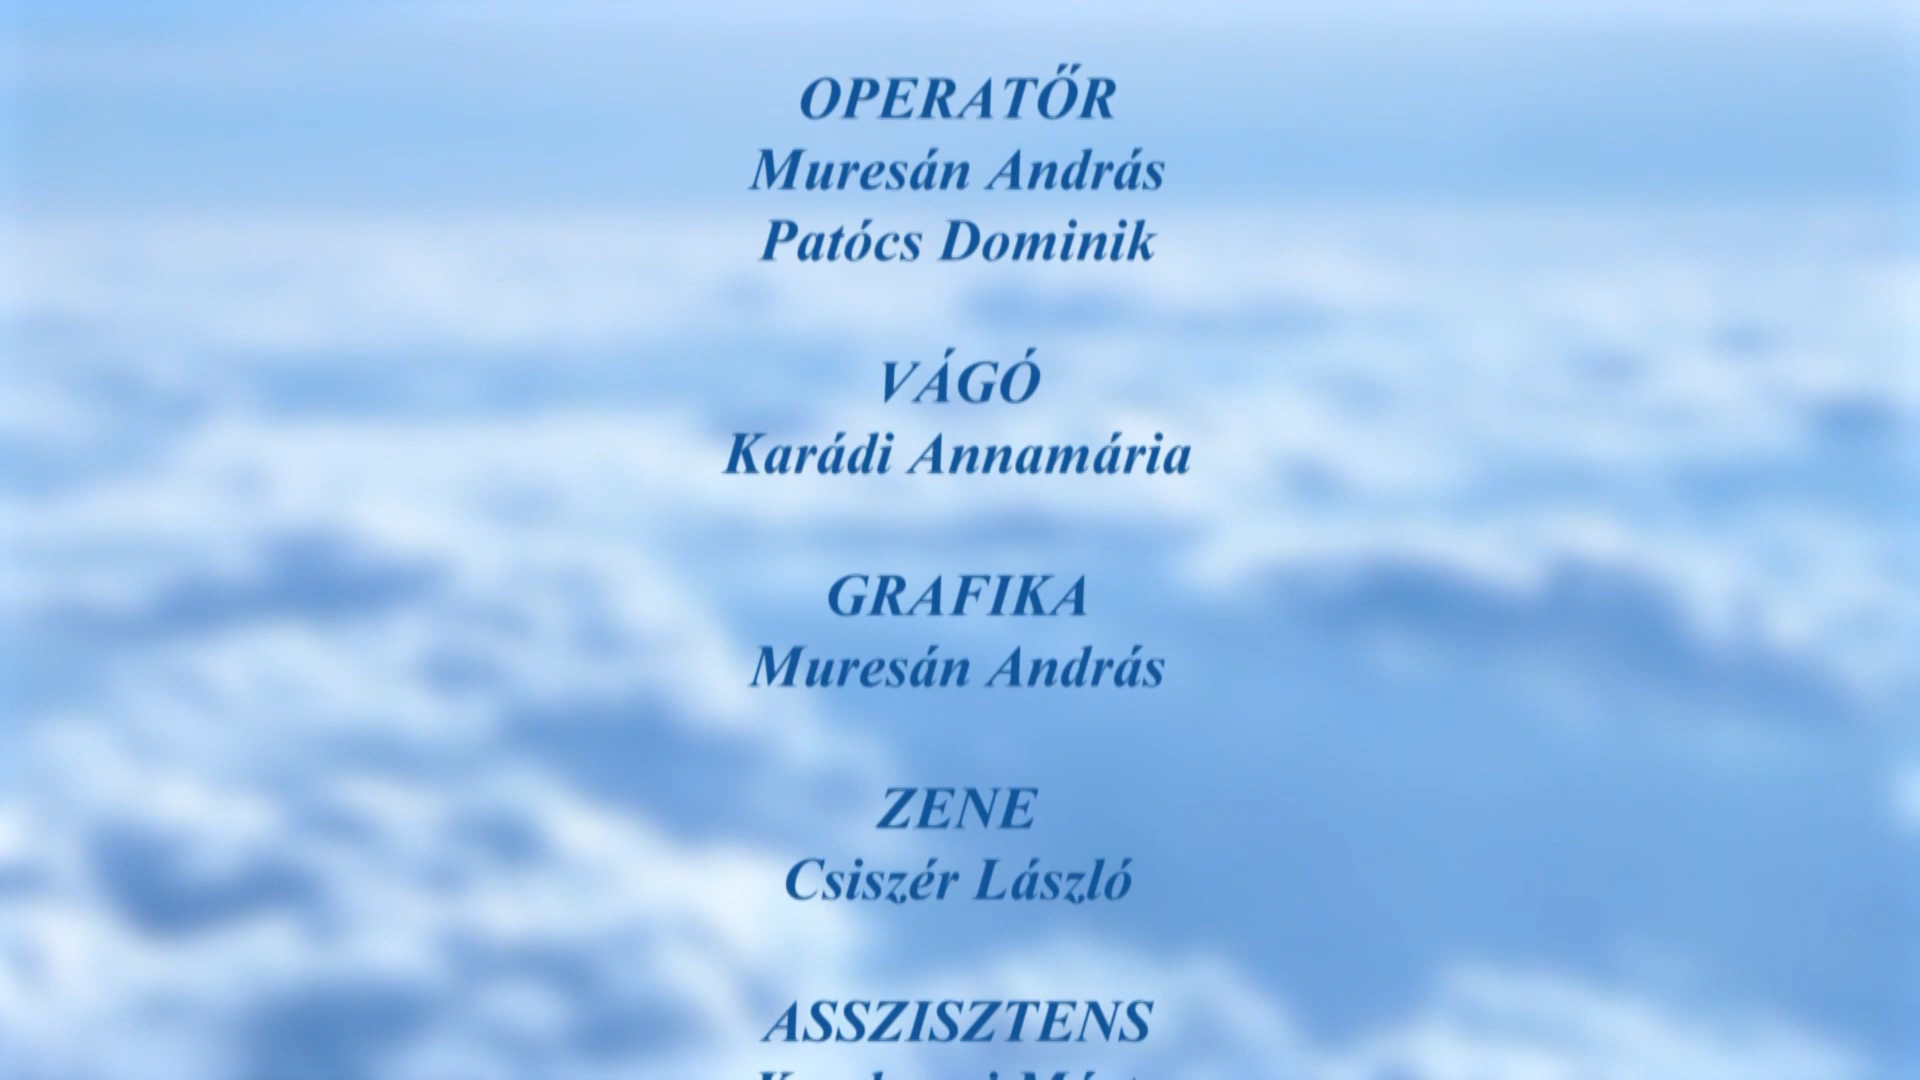 OPERATŐR
Muresán András
Patócs Dominik
VÁGÓ
Karádi Annamária
GRAFIKA
Muresán András
ZENE
Csiszér László
ASSZISZTENS